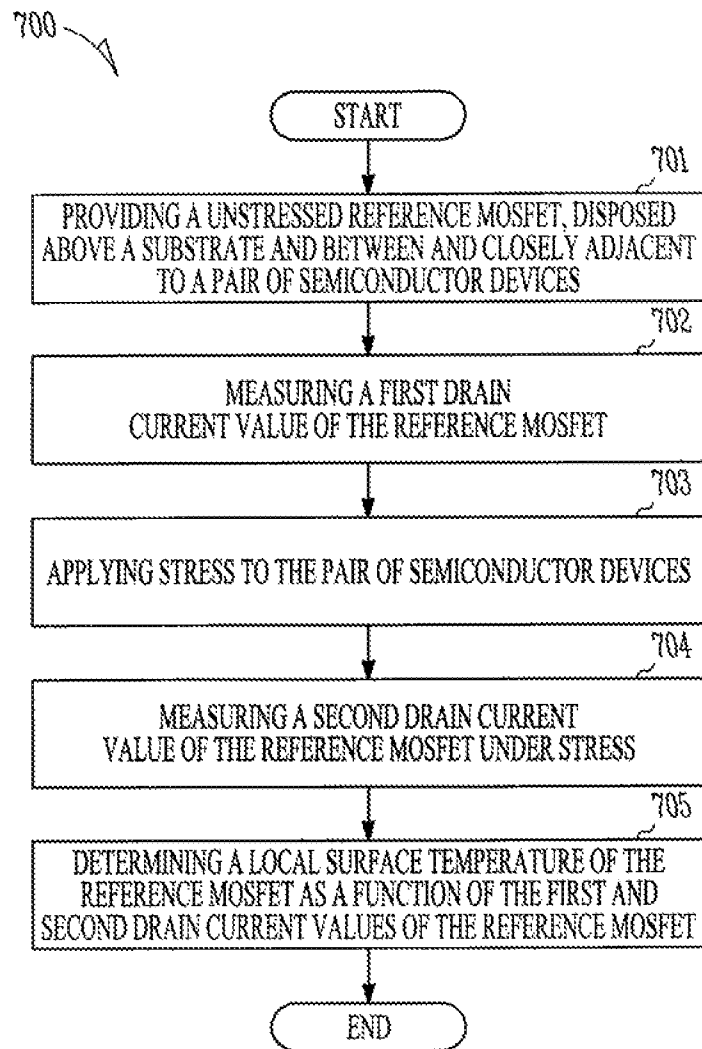 700
START
701
PROVIDING A UNSTRESSED REFERENCE MOSFET, DISPOSED
ABOVE A SUBSTRATE AND BETWEEN AND CLOSELY ADJACENT
TO A PAIR OF SEMICONDUCTOR DEVICES
702
MEASURING A FIRST DRAIN
CURRENT VALUE OF THE REFERENCE MOSFET
703
APPLYING STRESS TO THE PAIR OF SEMICONDUCTOR DEVICES
704
MEASURING A SECOND DRAIN CURRENT
VALUE OF THE REFERENCE MOSFET UNDER STRESS
705
DETERMINING A LOCAL SURFACE TEMPERATURE OF THE
REFERENCE MOSFET AS A FUNCTION OF THE FIRST AND
SECOND DRAIN CURRENT VALUES OF THE REFERENCE MOSFET
END